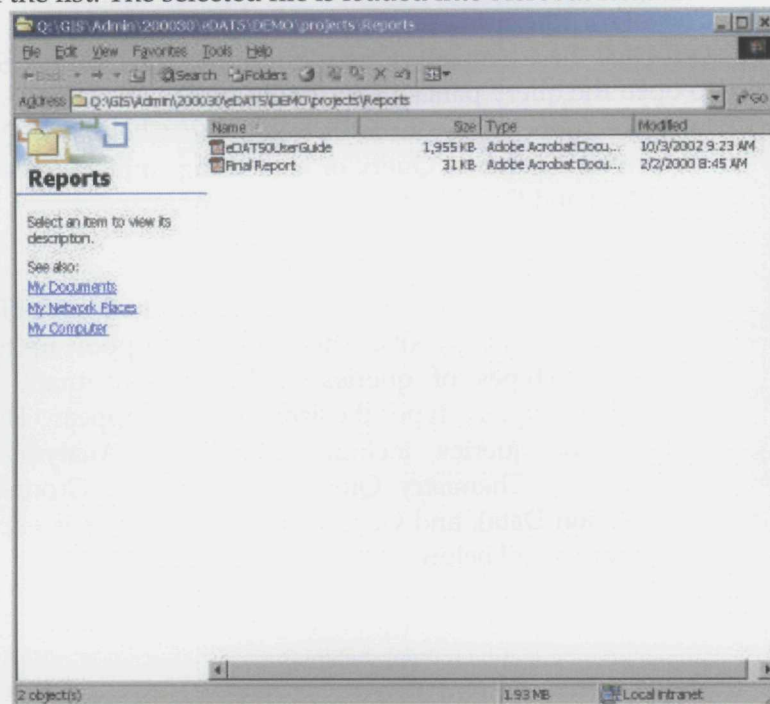 the list. The selected file is loaded into
Q:\GIS\Admin\200030\eDATS\DEMO\projects\Reports
File Edit View Favorites Tools Help
Back Search Folders
Address Q:\GIS\Admin\200030\eDATS\DEMO\projects\Reports Go
Name Size Type Modified
eDATS0UserGuide 1,955 KB Adobe Acrobat Docu... 10/3/2002 9:23 AM
Final Report 31 KB Adobe Acrobat Docu... 2/2/2000 8:45 AM
Reports
Select an item to view its
description.
See also:
My Documents
My Network Places
My Computer
2 object(s) 1.93 MB Local intranet